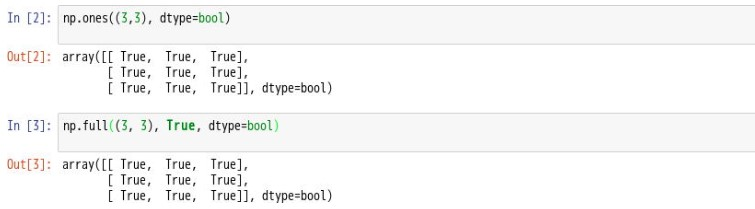 In [2]: np.ones((3,3), dtype=bool)
Out[2]: array([[ True,  True,  True],
       [ True,  True,  True],
       [ True,  True,  True]], dtype=bool)
In [3]: np.full((3, 3), True, dtype=bool)
Out[3]: array([[ True,  True,  True],
       [ True,  True,  True],
       [ True,  True,  True]], dtype=bool)